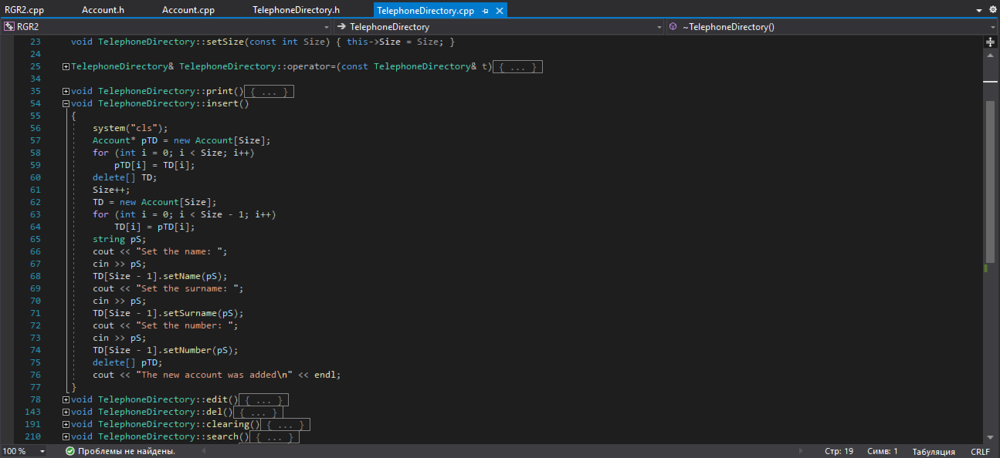 RGR2.cpp Account.h Account.cpp TelephoneDirectory.h TelephoneDirectory.cpp
RGR2 TelephoneDirectory ~TelephoneDirectory()
23 void TelephoneDirectory::setSize(const int Size) { this->Size = Size; }
24
25 TelephoneDirectory& TelephoneDirectory::operator=(const TelephoneDirectory& t){ ... }
34
35 void TelephoneDirectory::print(){ ... }
54 void TelephoneDirectory::insert()
55 {
56 system("cls");
57 Account* pTD = new Account[Size];
58 for (int i = 0; i < Size; i++)
59 pTD[i] = TD[i];
60 delete[] TD;
61 Size++;
62 TD = new Account[Size];
63 for (int i = 0; i < Size - 1; i++)
64 TD[i] = pTD[i];
65 string pS;
66 cout << "Set the name: ";
67 cin >> pS;
68 TD[Size - 1].setName(pS);
69 cout << "Set the surname: ";
70 cin >> pS;
71 TD[Size - 1].setSurname(pS);
72 cout << "Set the number: ";
73 cin >> pS;
74 TD[Size - 1].setNumber(pS);
75 delete[] pTD;
76 cout << "The new account was added\n" << endl;
77 }
78 void TelephoneDirectory::edit(){ ... }
143 void TelephoneDirectory::del(){ ... }
191 void TelephoneDirectory::clearing(){ ... }
210 void TelephoneDirectory::search(){ ... }
100 % Проблемы не найдены. Стр: 19 Симв: 1 Табуляция CRLF